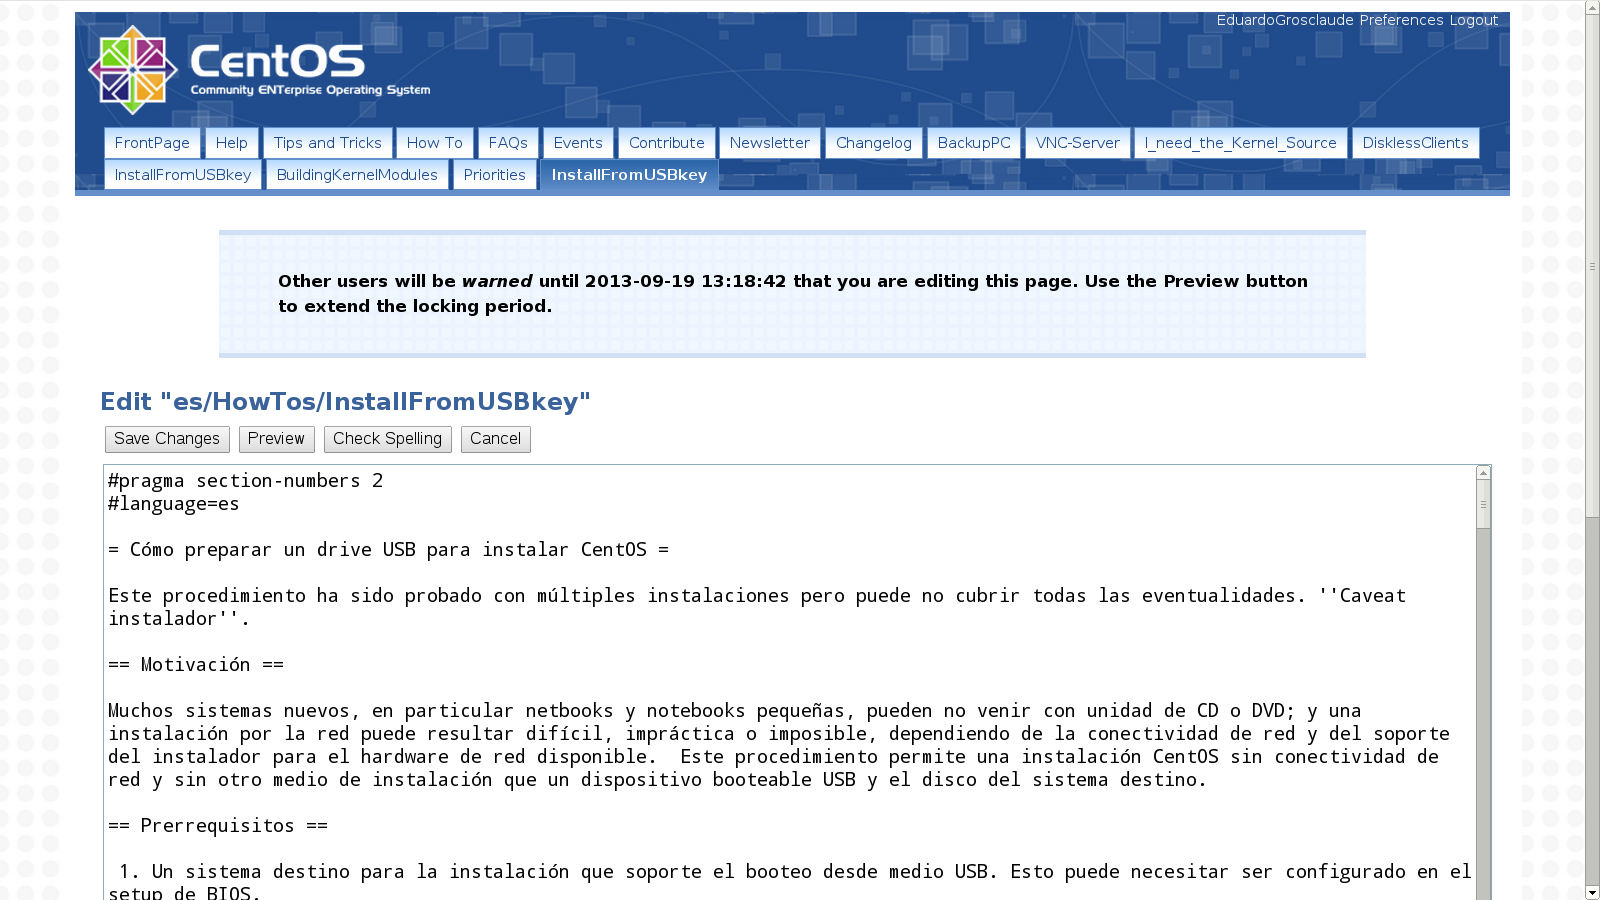 EduardoGrosclaude Preferences Logout
CentOS
Community ENTerprise Operating System
FrontPage Help Tips and Tricks How To FAQs Events Contribute Newsletter Changelog BackupPC VNC-Server I_need_the_Kernel_Source DisklessClients
InstallFromUSBkey BuildingKernelModules Priorities InstallFromUSBkey
Other users will be warned until 2013-09-19 13:18:42 that you are editing this page. Use the Preview button
to extend the locking period.
Edit "es/HowTos/InstallFromUSBkey"
Save Changes Preview Check Spelling Cancel
#pragma section-numbers 2
#language=es
= Cómo preparar un drive USB para instalar CentOS =
Este procedimiento ha sido probado con múltiples instalaciones pero puede no cubrir todas las eventualidades. ''Caveat
instalador''.
== Motivación ==
Muchos sistemas nuevos, en particular netbooks y notebooks pequeñas, pueden no venir con unidad de CD o DVD; y una
instalación por la red puede resultar difícil, impráctica o imposible, dependiendo de la conectividad de red y del soporte
del instalador para el hardware de red disponible.  Este procedimiento permite una instalación CentOS sin conectividad de
red y sin otro medio de instalación que un dispositivo booteable USB y el disco del sistema destino.
== Prerrequisitos ==
1. Un sistema destino para la instalación que soporte el booteo desde medio USB. Esto puede necesitar ser configurado en el
setup de BIOS.